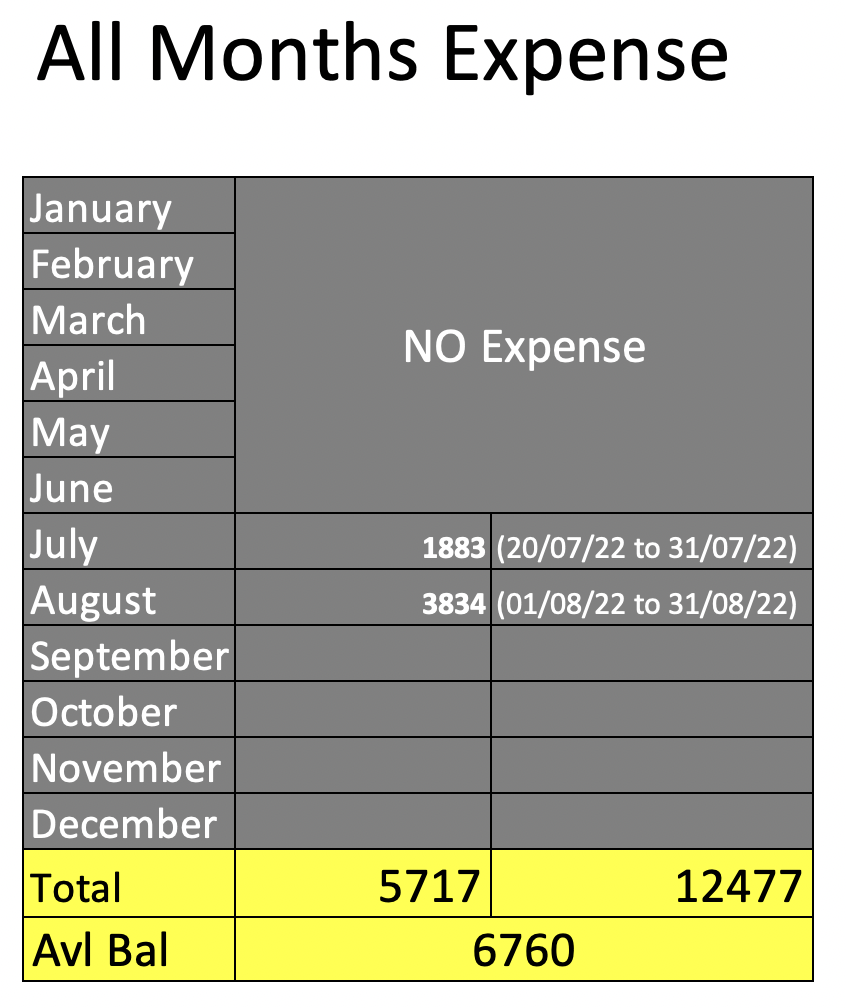 All Months Expense
January
February
March
April
May
June
NO Expense
July 1883 (20/07/22 to 31/07/22)
August 3834 (01/08/22 to 31/08/22)
September
October
November
December
Total 5717 12477
Avl Bal 6760